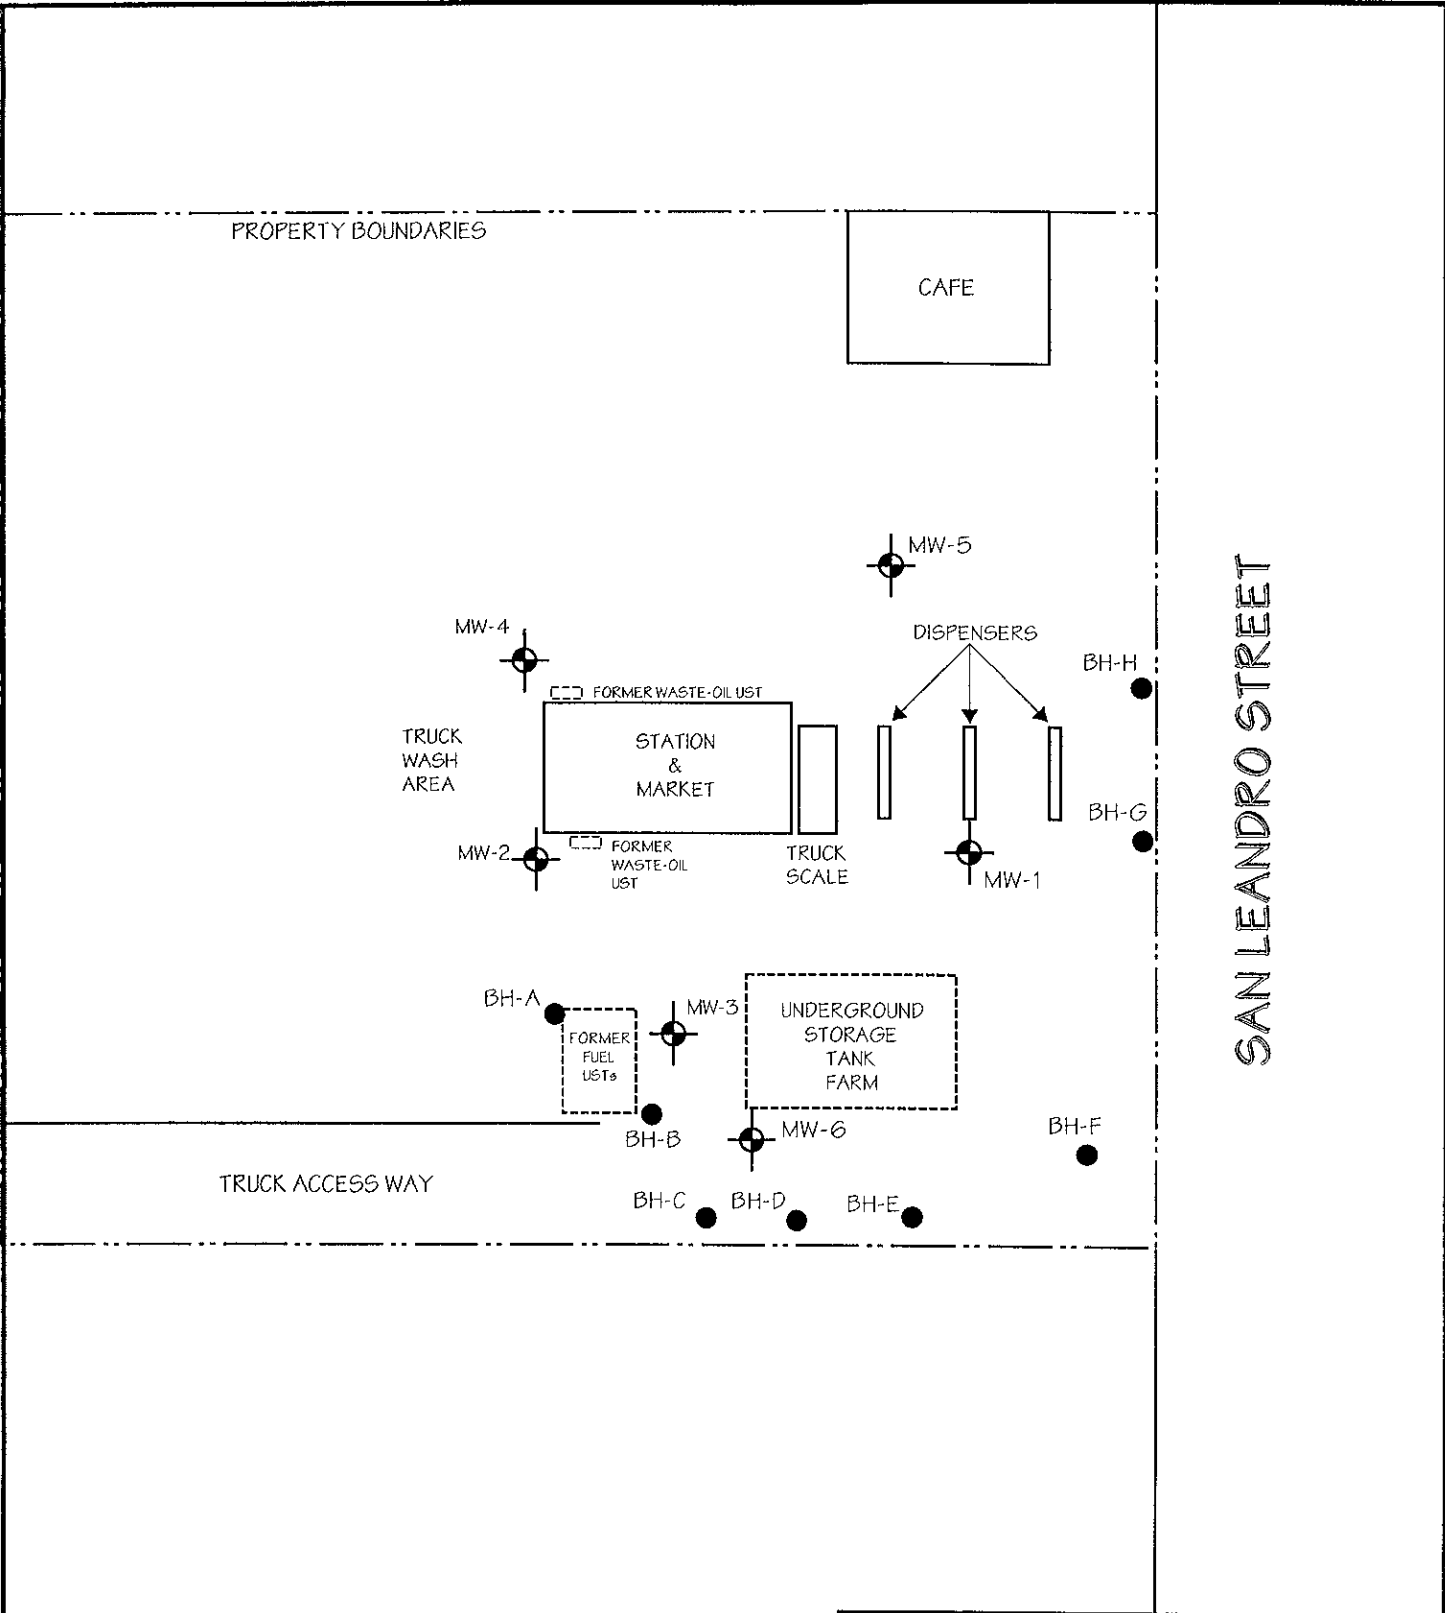 PROPERTY BOUNDARIES
CAFE
MW-5
MW-4
DISPENSERS
BH-H
FORMER WASTE-OIL UST
TRUCK
WASH
AREA
STATION
&
MARKET
BH-G
MW-2
FORMER
WASTE-OIL
UST
TRUCK
SCALE
MW-1
SAN LEANDRO STREET
BH-A
MW-3
FORMER
FUEL
USTs
UNDERGROUND
STORAGE
TANK
FARM
BH-B
MW-6
BH-F
TRUCK ACCESS WAY
BH-C
BH-D
BH-E